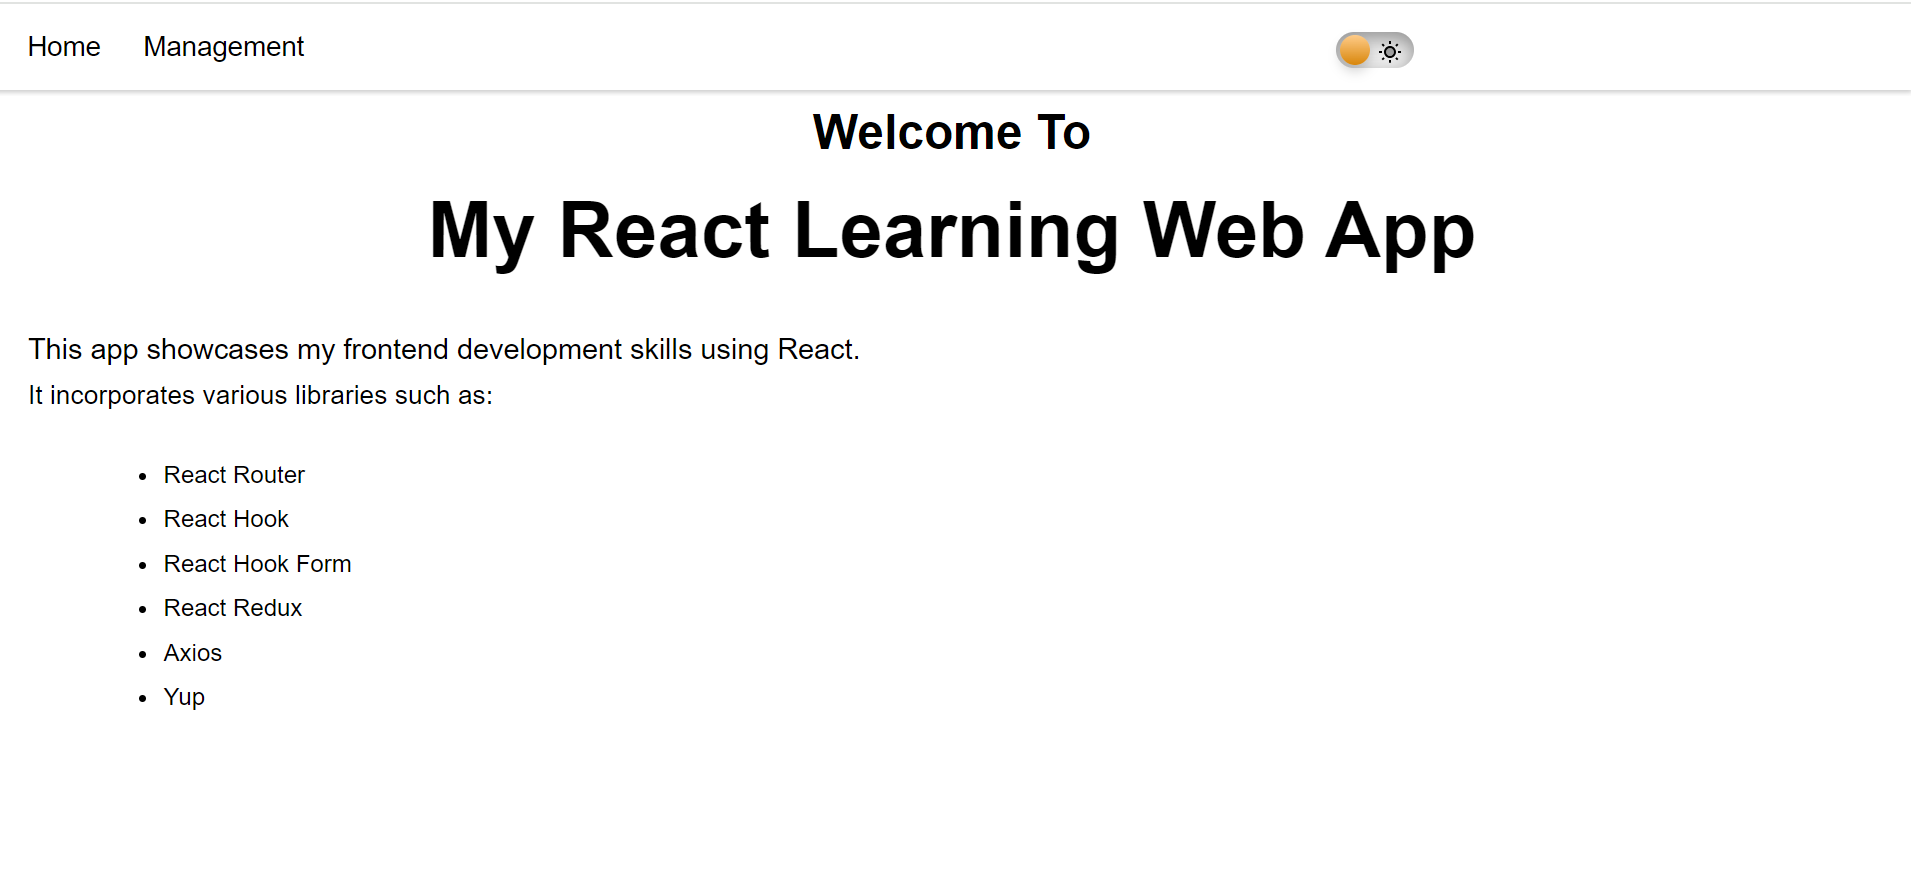 Home Management
Welcome To
My React Learning Web App
This app showcases my frontend development skills using React.
It incorporates various libraries such as:
React Router
React Hook
React Hook Form
React Redux
Axios
Yup